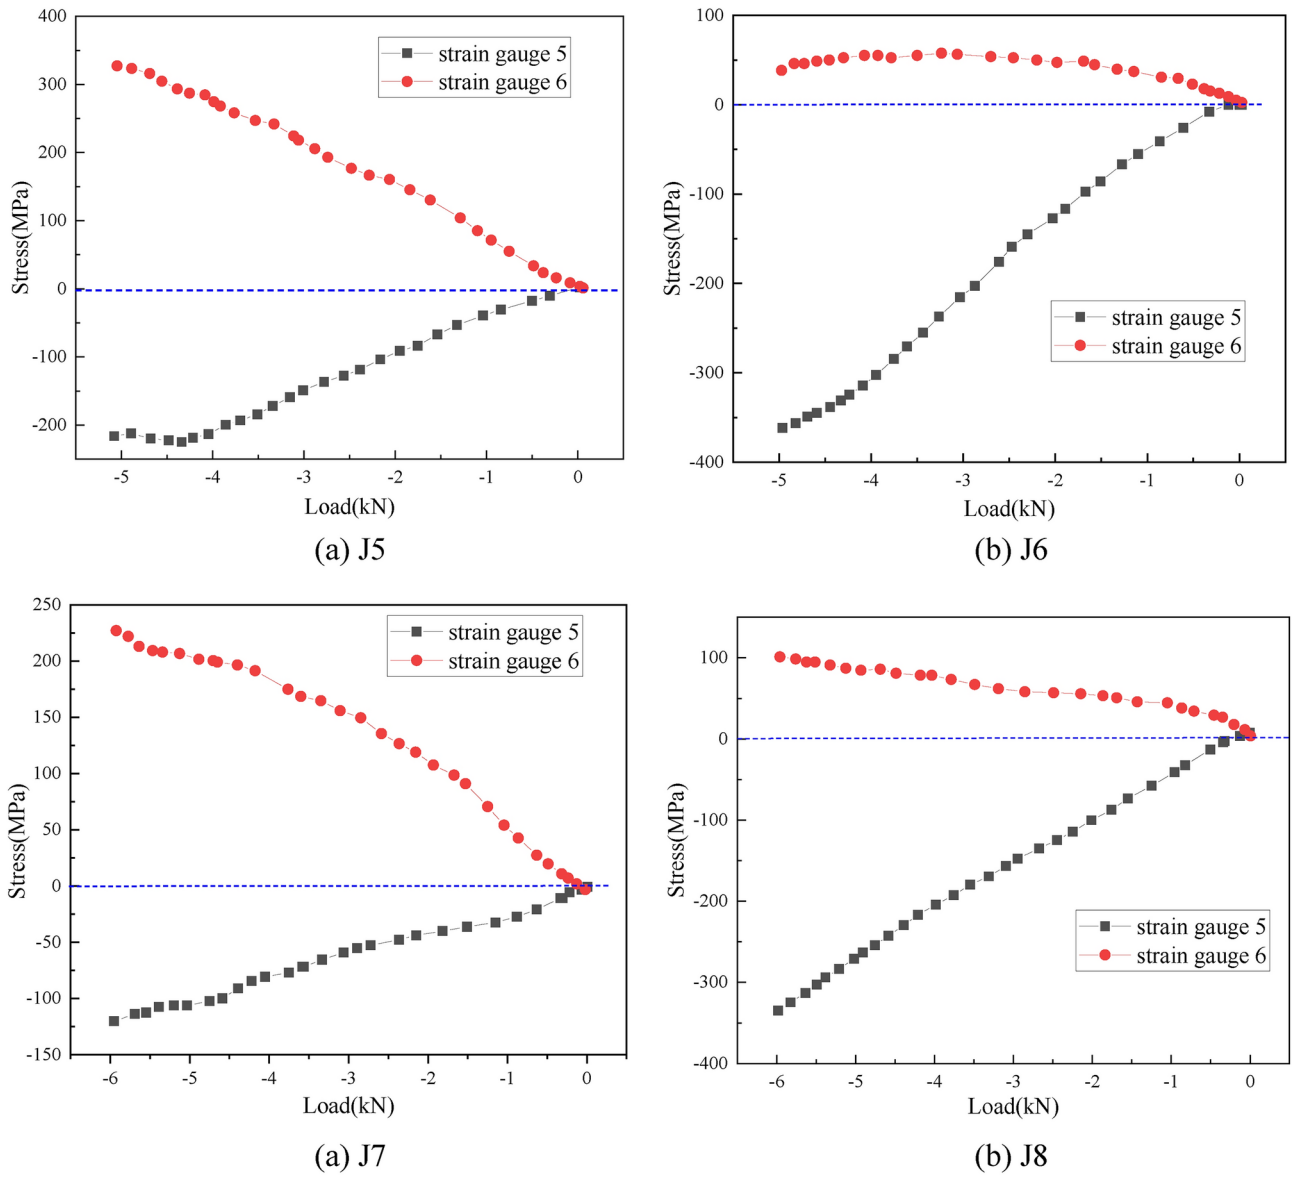 400
300
200
100
0
-100
-200
Stress(MPa)
strain gauge 5
strain gauge 6
-5 -4 -3 -2 -1 0
Load(kN)
(a) J5
100
0
-100
-200
-300
-400
Stress(MPa)
strain gauge 5
strain gauge 6
-5 -4 -3 -2 -1 0
Load(kN)
(b) J6
250
200
150
100
50
0
-50
-100
-150
Stress(MPa)
strain gauge 5
strain gauge 6
-6 -5 -4 -3 -2 -1 0
Load(kN)
(a) J7
100
0
-100
-200
-300
-400
Stress(MPa)
strain gauge 5
strain gauge 6
-6 -5 -4 -3 -2 -1 0
Load(kN)
(b) J8